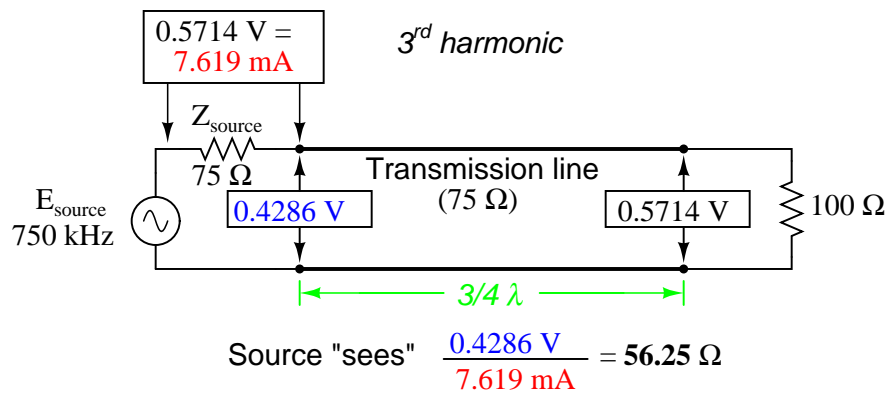 0.5714 V =
7.619 mA
3rd harmonic
Zsource
75 Ω
Transmission line
(75 Ω)
Esource
750 kHz
0.4286 V
0.5714 V
100 Ω
3/4 λ
Source "sees" 0.4286 V / 7.619 mA = 56.25 Ω